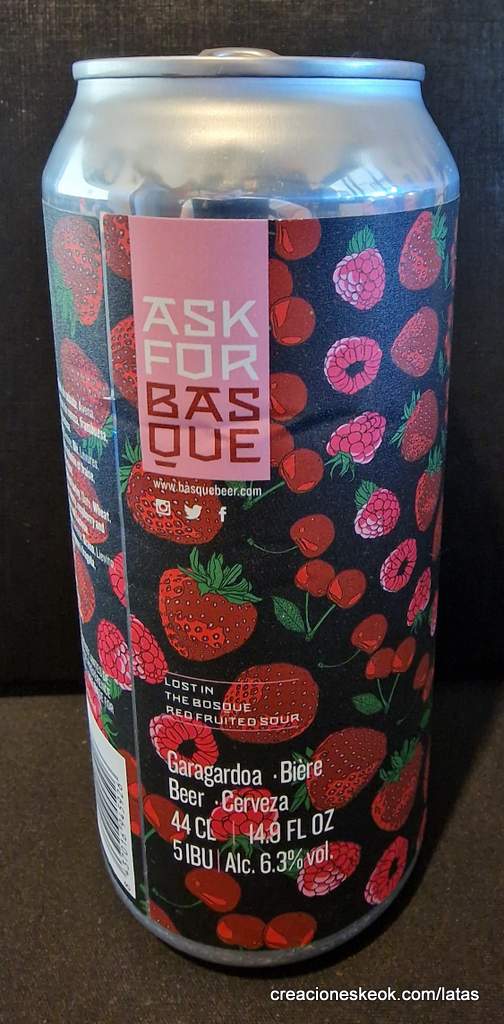 ASK
FOR
BAS
QUE
www.basquebeer.com
LOST IN
THE BOSQUE.
RED FRUITED SOUR
Garagardoa · Bière
Beer · Cerveza
44 CL | 14.9 FL OZ
5 IBU | Alc. 6.3% vol.
creacioneskeok.com/latas